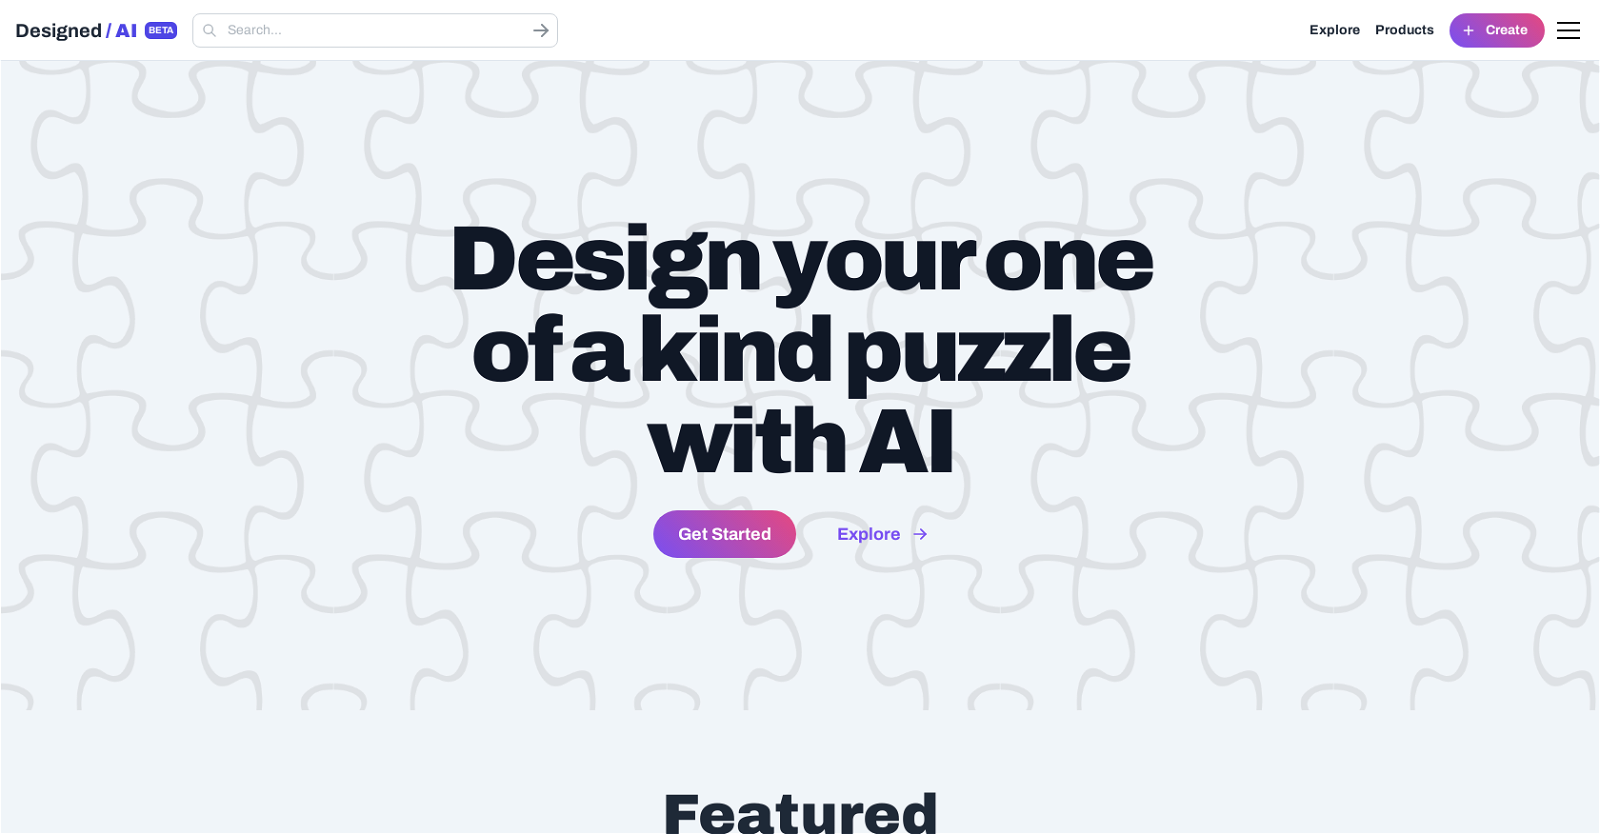 Designed / AI BETA
Search...
Explore
Products
+ Create
Design your one
of a kind puzzle
with AI
Get Started
Explore →
Featured